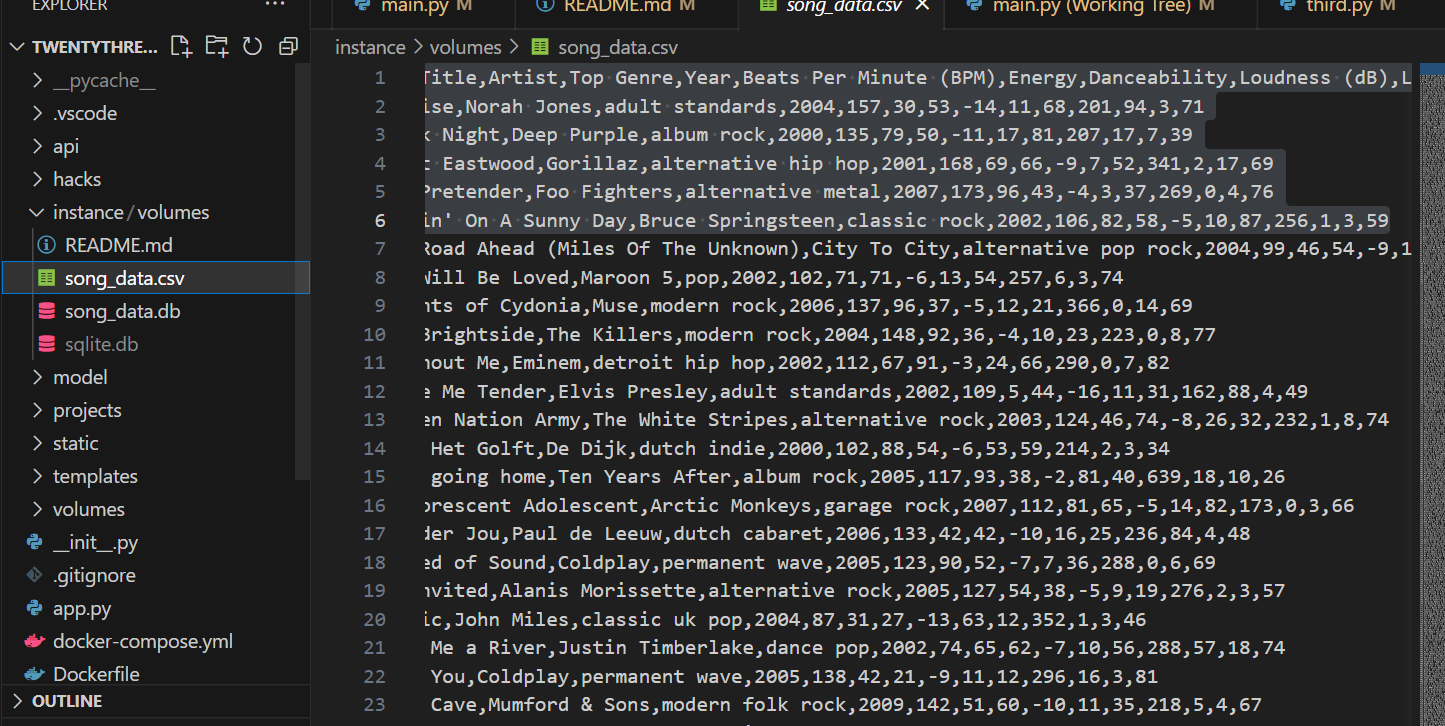 EXPLORER
TWENTYTHRE...
__pycache__
.vscode
api
hacks
instance/volumes
README.md
song_data.csv
song_data.db
sqlite.db
model
projects
static
templates
volumes
__init__.py
.gitignore
app.py
docker-compose.yml
Dockerfile
OUTLINE
main.py M
README.md M
song_data.csv
main.py (Working Tree) M
third.py M
instance > volumes > song_data.csv
1 Title,Artist,Top Genre,Year,Beats Per Minute (BPM),Energy,Danceability,Loudness (dB),L
2 ise,Norah Jones,adult standards,2004,157,30,53,-14,11,68,201,94,3,71
3 k Night,Deep Purple,album rock,2000,135,79,50,-11,17,81,207,17,7,39
4 t Eastwood,Gorillaz,alternative hip hop,2001,168,69,66,-9,7,52,341,2,17,69
5 Pretender,Foo Fighters,alternative metal,2007,173,96,43,-4,3,37,269,0,4,76
6 in' On A Sunny Day,Bruce Springsteen,classic rock,2002,106,82,58,-5,10,87,256,1,3,59
7 Road Ahead (Miles Of The Unknown),City To City,alternative pop rock,2004,99,46,54,-9,1
8 Will Be Loved,Maroon 5,pop,2002,102,71,71,-6,13,54,257,6,3,74
9 hts of Cydonia,Muse,modern rock,2006,137,96,37,-5,12,21,366,0,14,69
10 Brightside,The Killers,modern rock,2004,148,92,36,-4,10,23,223,0,8,77
11 hout Me,Eminem,detroit hip hop,2002,112,67,91,-3,24,66,290,0,7,82
12 e Me Tender,Elvis Presley,adult standards,2002,109,5,44,-16,11,31,162,88,4,49
13 en Nation Army,The White Stripes,alternative rock,2003,124,46,74,-8,26,32,232,1,8,74
14 Het Golft,De Dijk,dutch indie,2000,102,88,54,-6,53,59,214,2,3,34
15 going home,Ten Years After,album rock,2005,117,93,38,-2,81,40,639,18,10,26
16 orescent Adolescent,Arctic Monkeys,garage rock,2007,112,81,65,-5,14,82,173,0,3,66
17 der Jou,Paul de Leeuw,dutch cabaret,2006,133,42,42,-10,16,25,236,84,4,48
18 ed of Sound,Coldplay,permanent wave,2005,123,90,52,-7,7,36,288,0,6,69
19 nvited,Alanis Morissette,alternative rock,2005,127,54,38,-5,9,19,276,2,3,57
20 ic,John Miles,classic uk pop,2004,87,31,27,-13,63,12,352,1,3,46
21 Me a River,Justin Timberlake,dance pop,2002,74,65,62,-7,10,56,288,57,18,74
22 You,Coldplay,permanent wave,2005,138,42,21,-9,11,12,296,16,3,81
23 Cave,Mumford & Sons,modern folk rock,2009,142,51,60,-10,11,35,218,5,4,67